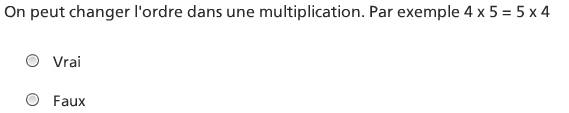 On peut changer l'ordre dans une multiplication. Par exemple 4 x 5 = 5 x 4
Vrai
Faux